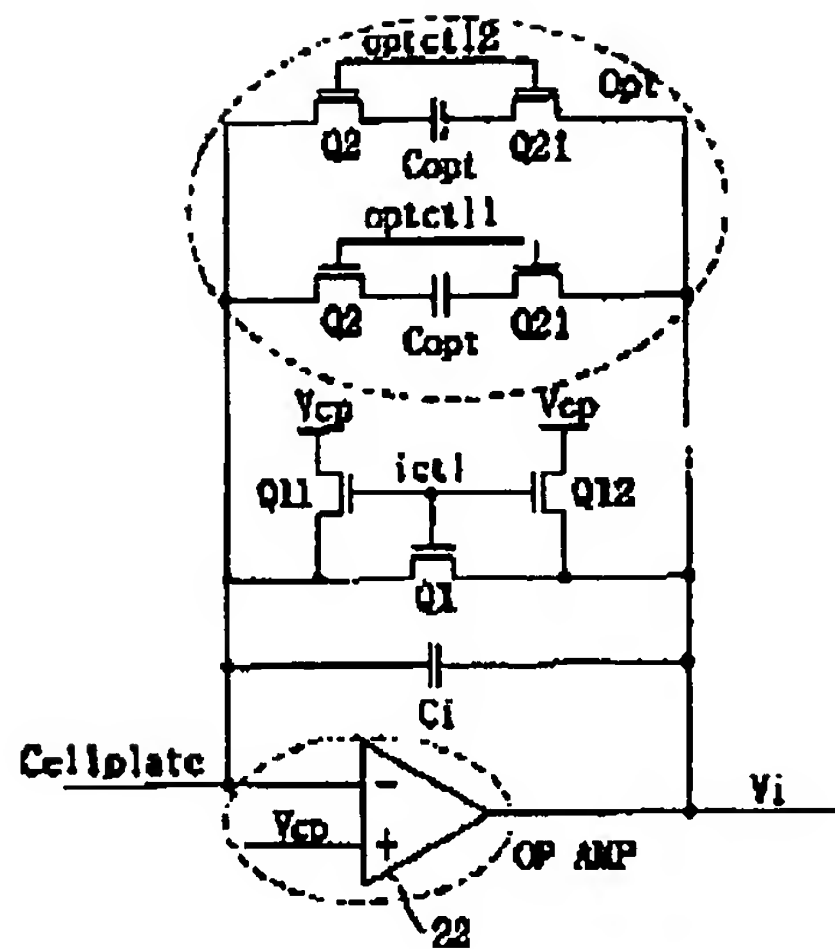 optctl2
Opt
Q2
Copt
Q21
optctl1
Q2
Copt
Q21
Vcp
Vcp
Q11
ictl
Q12
Q1
Ci
Cellplate
Vcp
-
+
OP AMP
Vi
22